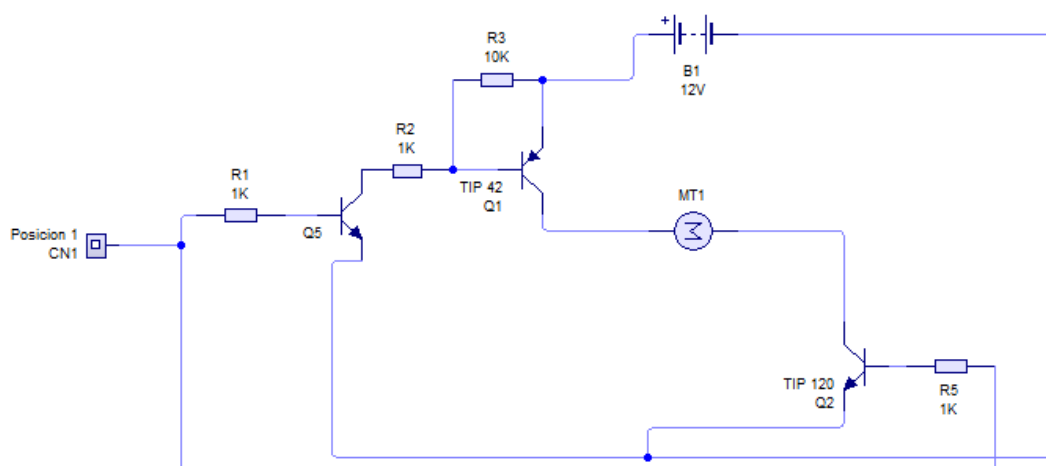 R3
10K
+
B1
12V
R2
1K
R1
1K
TIP 42
Q1
MT1
Q5
Posicion 1
CN1
M
TIP 120
Q2
R5
1K